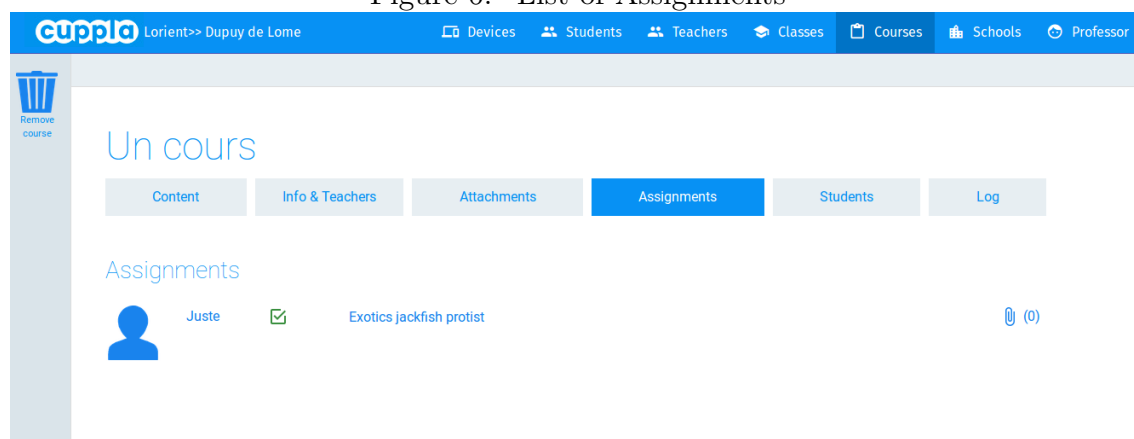 Figure 6: List of Assignments
cuppla Lorient>> Dupuy de Lome Devices Students Teachers Classes Courses Schools Professor
Remove
course
Un cours
Content Info & Teachers Attachments Assignments Students Log
Assignments
Juste Exotics jackfish protist (0)